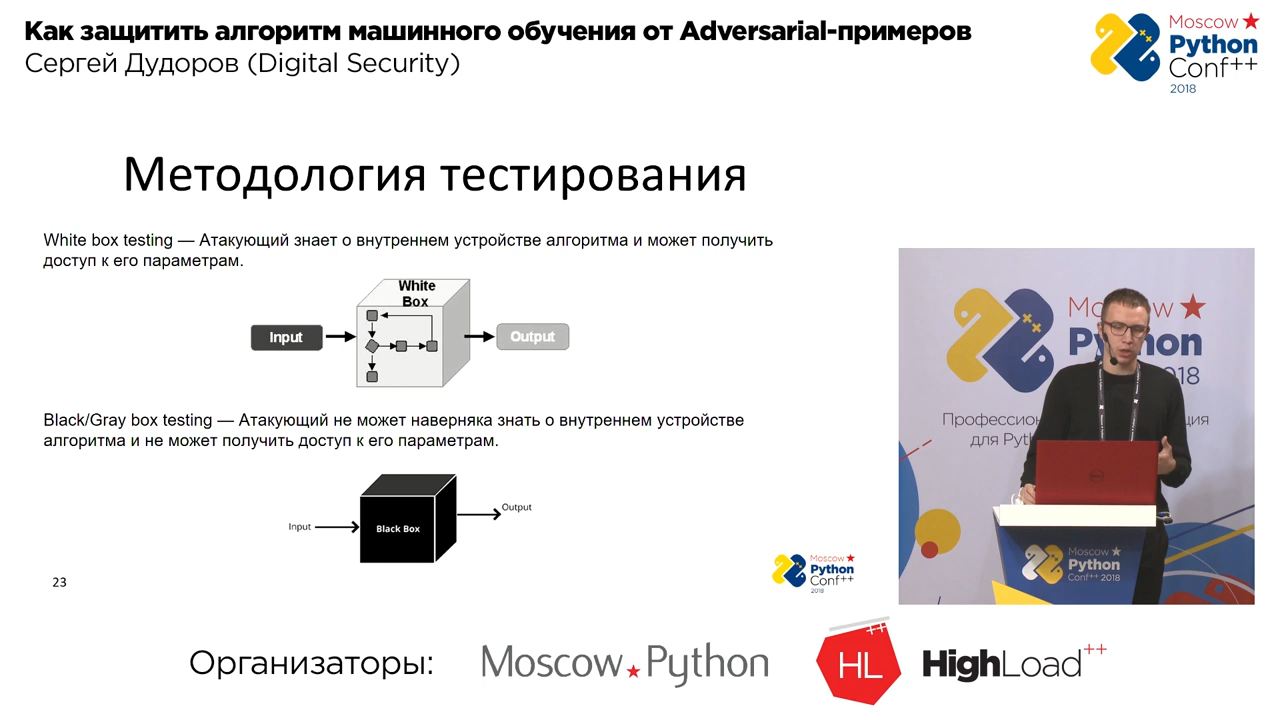 Как защитить алгоритм машинного обучения от Adversarial-примеров
Сергей Дудоров (Digital Security)
Moscow
Python
Conf++
2018
Методология тестирования
White box testing — Атакующий знает о внутреннем устройстве алгоритма и может получить
доступ к его параметрам.
White
Box
Input
Output
Black/Gray box testing — Атакующий не может наверняка знать о внутреннем устройстве
алгоритма и не может получить доступ к его параметрам.
Input
Black Box
Output
23
Moscow
Python
Conf++
2018
Python
2018
для
Moscow
Python
Conf++ 2018
Организаторы:
Moscow Python
HL++
HighLoad++